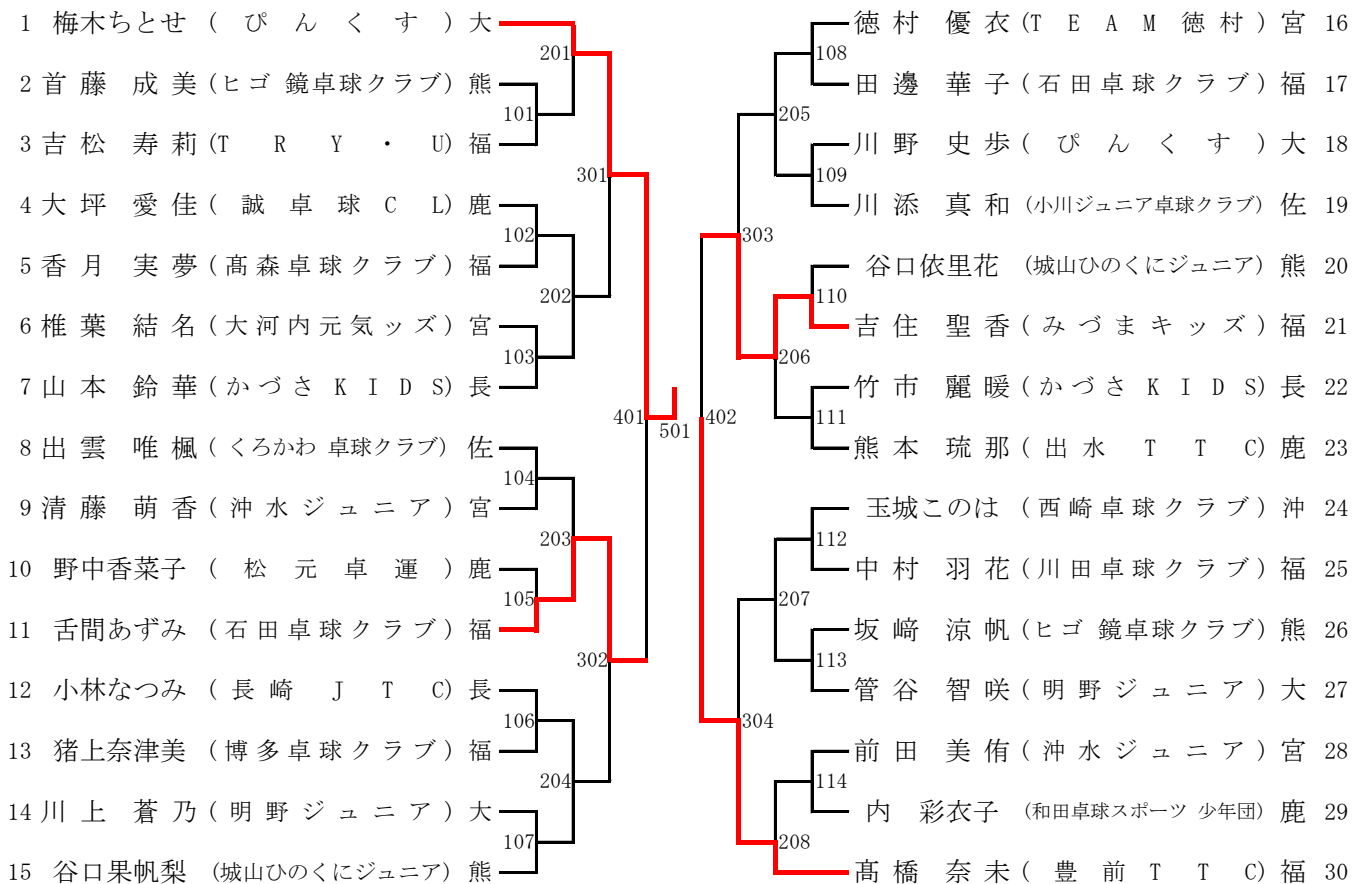 1 梅木ちとせ ( ぴ ん く す ) 大
2 首 藤 成 美 (ヒゴ 鏡卓球クラブ) 熊
3 吉 松 寿 莉 (T R Y ・ U) 福
4 大 坪 愛 佳 ( 誠 卓 球 C L) 鹿
5 香 月 実 夢 (髙森卓球クラブ) 福
6 椎 葉 結 名 (大河内元気ッズ) 宮
7 山 本 鈴 華 (かづさ K I D S) 長
8 出 雲 唯 楓 ( くろかわ 卓球クラブ) 佐
9 清 藤 萌 香 (沖 水 ジ ュ ニ ア) 宮
10 野中香菜子 ( 松 元 卓 運 ) 鹿
11 舌間あずみ (石田卓球クラブ) 福
12 小林なつみ ( 長 崎 J T C) 長
13 猪上奈津美 (博多卓球クラブ) 福
14 川 上 蒼 乃 (明 野 ジ ュ ニ ア) 大
15 谷口果帆梨 (城山ひのくにジュニア) 熊
101
102
103
104
105
106
107
201
202
203
204
301
302
401
501
402
303
304
205
206
207
208
108
109
110
111
112
113
114
徳 村 優 衣 (T E A M 徳 村) 宮 16
田 邊 華 子 (石田卓球クラブ) 福 17
川 野 史 歩 ( ぴ ん く す ) 大 18
川 添 真 和 (小川ジュニア卓球クラブ) 佐 19
谷口依里花 (城山ひのくにジュニア) 熊 20
吉 住 聖 香 (み づ ま キ ッ ズ) 福 21
竹 市 麗 暖 (かづさ K I D S) 長 22
熊 本 琉 那 ( 出 水 T T C) 鹿 23
玉城このは (西崎卓球クラブ) 沖 24
中 村 羽 花 (川田卓球クラブ) 福 25
坂 﨑 涼 帆 (ヒゴ 鏡卓球クラブ) 熊 26
管 谷 智 咲 (明 野 ジ ュ ニ ア) 大 27
前 田 美 侑 (沖 水 ジ ュ ニ ア) 宮 28
内 彩衣子 (和田卓球スポーツ 少年団) 鹿 29
髙 橋 奈 未 ( 豊 前 T T C) 福 30